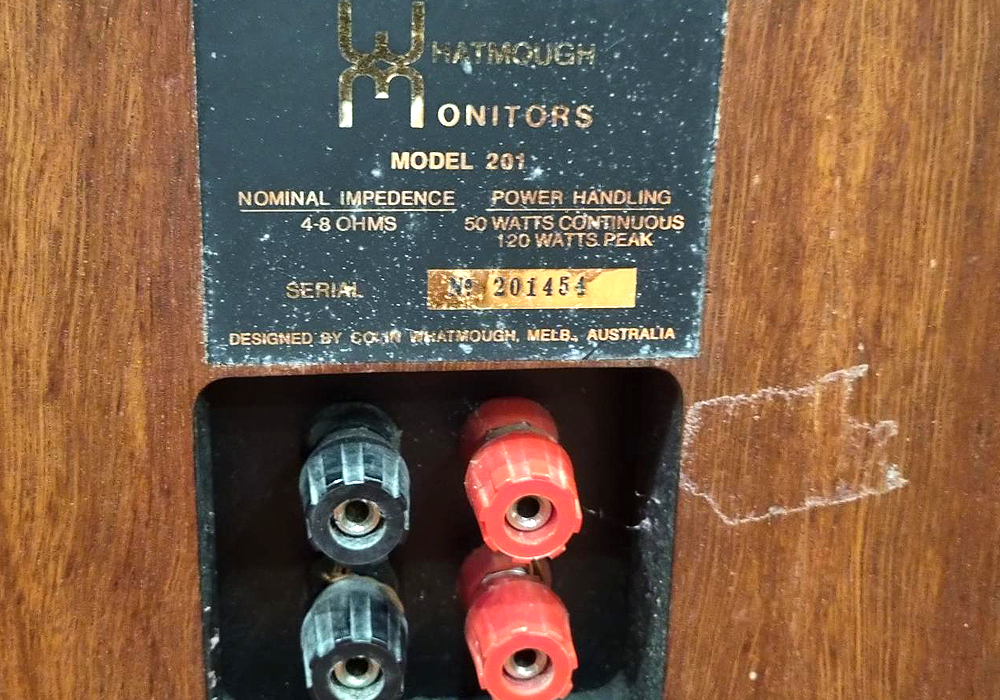 WHATMOUGH
MONITORS
MODEL 201
NOMINAL IMPEDENCE POWER HANDLING
4-8 OHMS 50 WATTS CONTINUOUS
120 WATTS PEAK
SERIAL Nº 201454
DESIGNED BY COLIN WHATMOUGH, MELB., AUSTRALIA